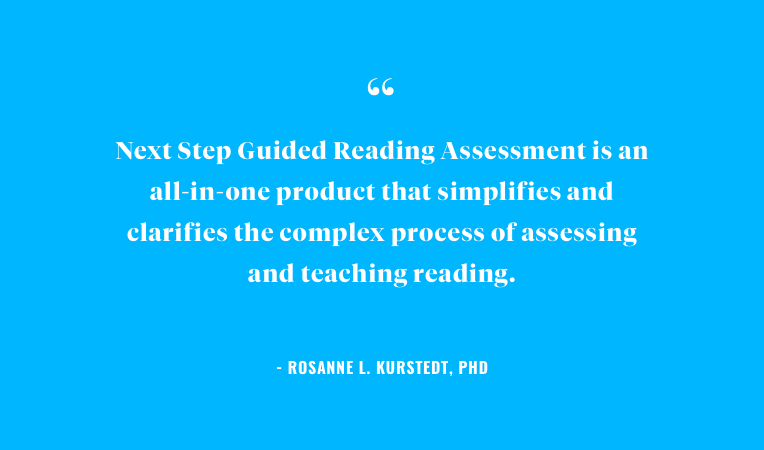 “
Next Step Guided Reading Assessment is an
all-in-one product that simplifies and
clarifies the complex process of assessing
and teaching reading.
- ROSANNE L. KURSTEDT, PHD